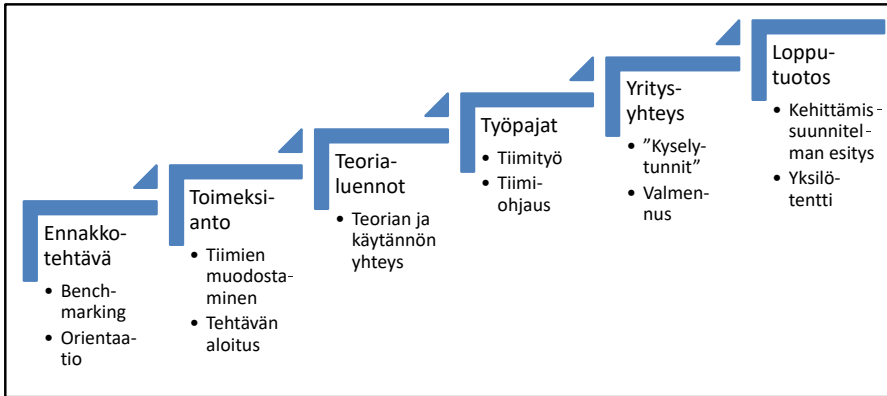 Ennakko-
tehtävä
• Bench-
marking
• Orientaa-
tio
Toimeksi-
anto
• Tiimien
muodosta-
minen
• Tehtävän
aloitus
Teoria-
luennot
• Teorian ja
käytännön
yhteys
Työpajat
• Tiimityö
• Tiimi-
ohjaus
Yritys-
yhteys
• ”Kysely-
tunnit”
• Valmen-
nus
Loppu-
tuotos
• Kehittämis-
suunnitel-
man esitys
• Yksilö-
tentti